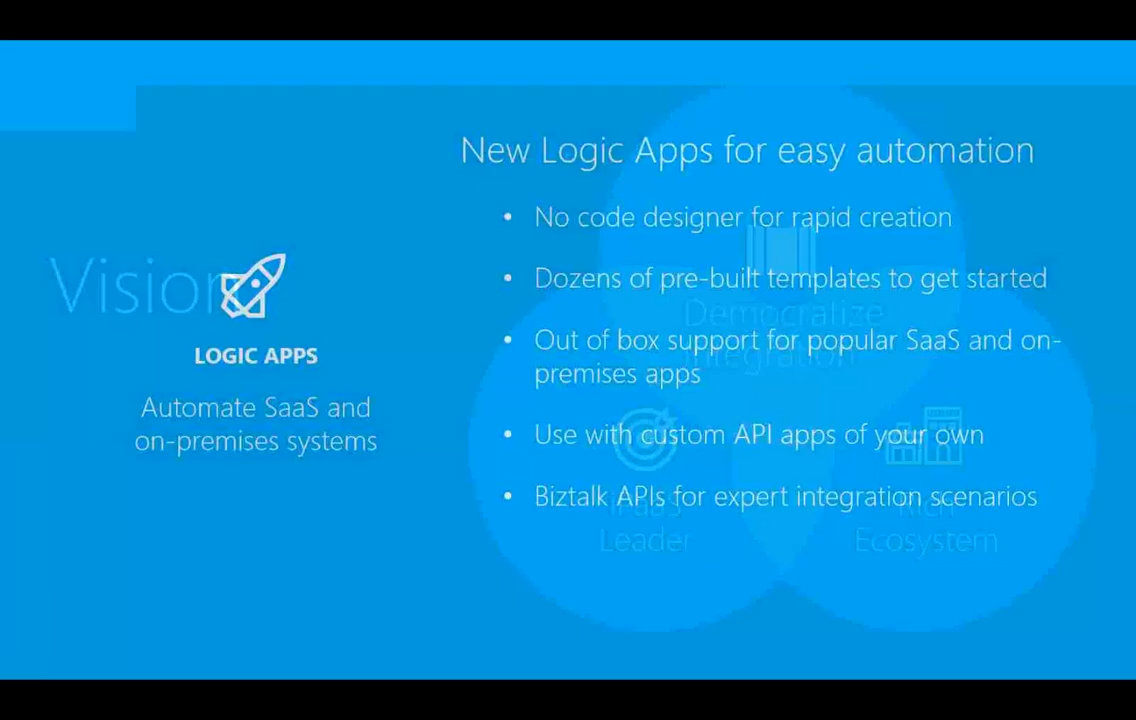 New Logic Apps for easy automation
• No code designer for rapid creation
• Dozens of pre-built templates to get started
• Out of box support for popular SaaS and on-
premises apps
• Use with custom API apps of your own
• Biztalk APIs for expert integration scenarios
LOGIC APPS
Automate SaaS and
on-premises systems
Vision
Democratize
Integration
iPaaS
Leader
Rich
Ecosystem